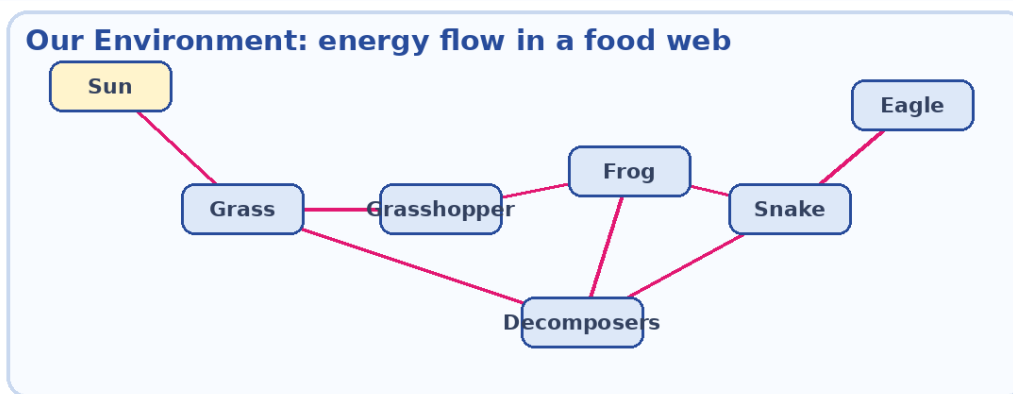 Our Environment: energy flow in a food web
Sun
Eagle
Frog
Grass
Grasshopper
Snake
Decomposers